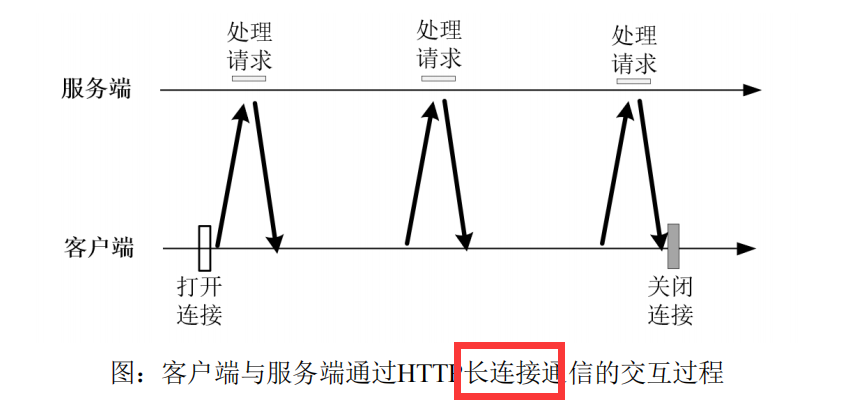 处理
请求
处理
请求
处理
请求
服务端
客户端
打开
连接
关闭
连接
图：客户端与服务端通过HTTP长连接通信的交互过程